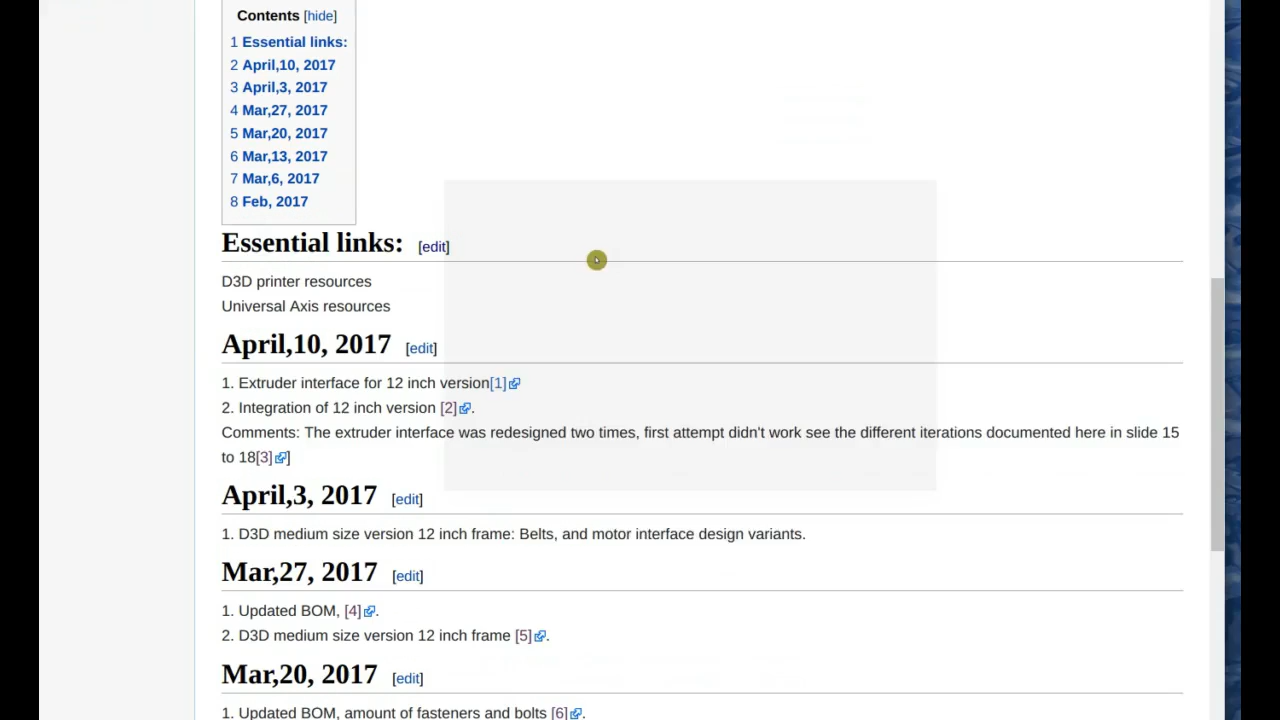 Contents [hide]
1 Essential links:
2 April,10, 2017
3 April,3, 2017
4 Mar,27, 2017
5 Mar,20, 2017
6 Mar,13, 2017
7 Mar,6, 2017
8 Feb, 2017
Essential links: [edit]
D3D printer resources
Universal Axis resources
April,10, 2017 [edit]
1. Extruder interface for 12 inch version[1]
2. Integration of 12 inch version [2].
Comments: The extruder interface was redesigned two times, first attempt didn't work see the different iterations documented here in slide 15
to 18[3]]
April,3, 2017 [edit]
1. D3D medium size version 12 inch frame: Belts, and motor interface design variants.
Mar,27, 2017 [edit]
1. Updated BOM, [4].
2. D3D medium size version 12 inch frame [5].
Mar,20, 2017 [edit]
1. Updated BOM, amount of fasteners and bolts [6].